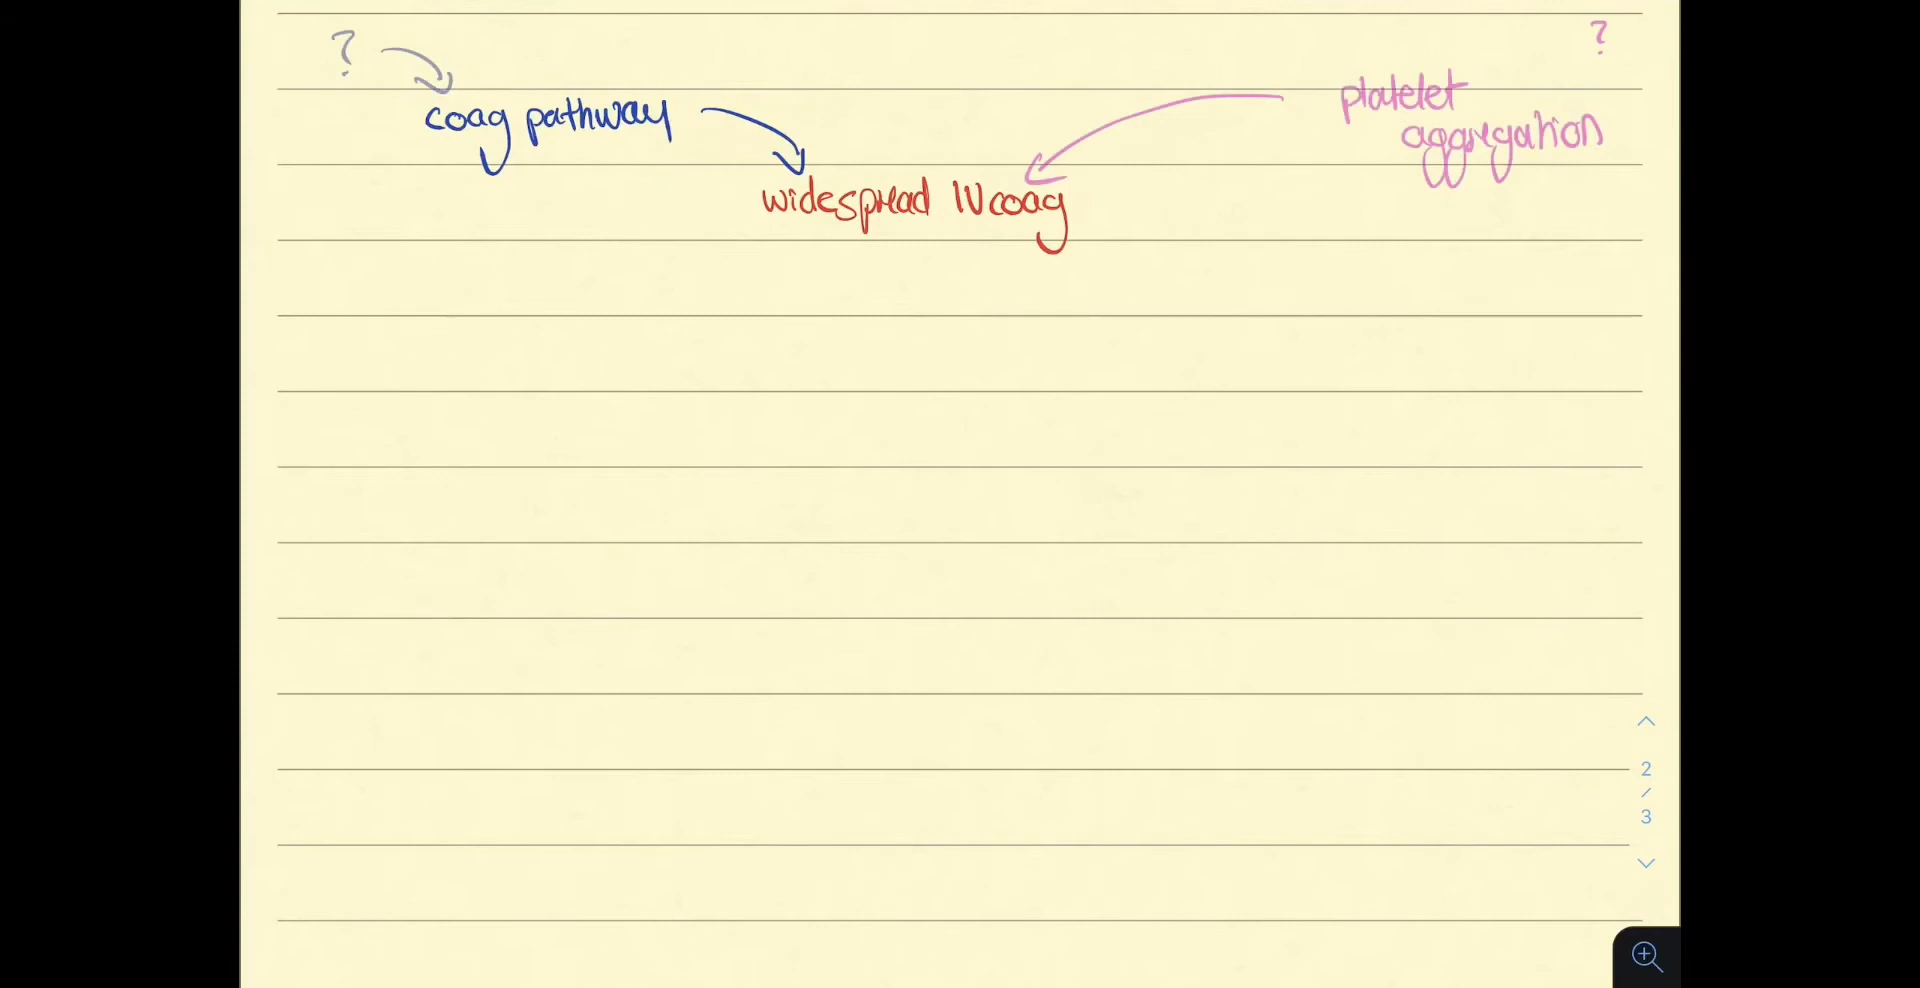 ?
?
coag pathway
platelet
aggregation
widespread IV coag
2
/
3